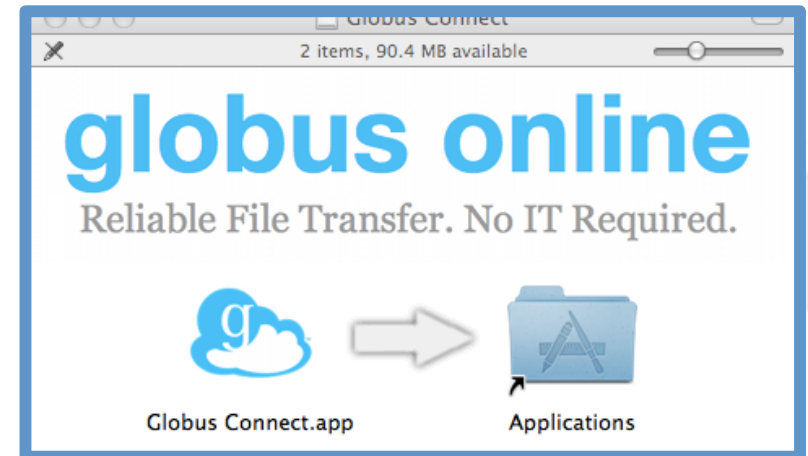 Globus Connect
2 items, 90.4 MB available
globus online
Reliable File Transfer. No IT Required.
g
Globus Connect.app
Applications